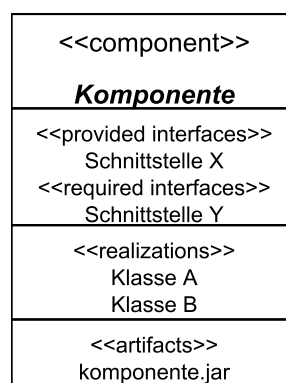 <<component>>
Komponente
<<provided interfaces>>
Schnittstelle X
<<required interfaces>>
Schnittstelle Y
<<realizations>>
Klasse A
Klasse B
<<artifacts>>
komponente.jar